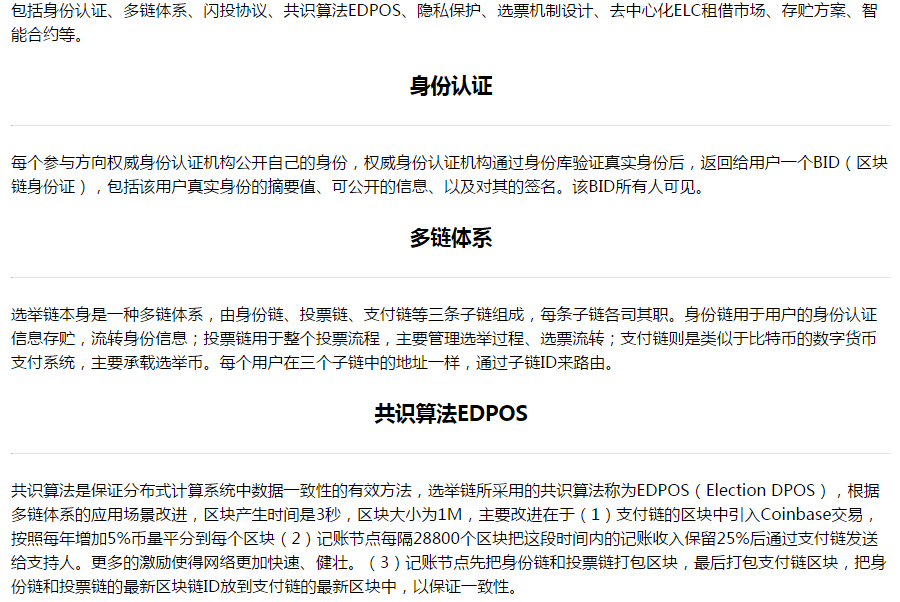 包括身份认证、多链体系、闪投协议、共识算法EDPOS、隐私保护、选票机制设计、去中心化ELC租借市场、存贮方案、智
能合约等。
身份认证
每个参与方向权威身份认证机构公开自己的身份，权威身份认证机构通过身份库验证真实身份后，返回给用户一个BID（区块
链身份证），包括该用户真实身份的摘要值、可公开的信息、以及对其的签名。该BID所有人可见。
多链体系
选举链本身是一种多链体系，由身份链、投票链、支付链等三条子链组成，每条子链各司其职。身份链用于用户的身份认证
信息存贮，流转身份信息；投票链用于整个投票流程，主要管理选举过程、选票流转；支付链则是类似于比特币的数字货币
支付系统，主要承载选举币。每个用户在三个子链中的地址一样，通过子链ID来路由。
共识算法EDPOS
共识算法是保证分布式计算系统中数据一致性的有效方法，选举链所采用的共识算法称为EDPOS（Election DPOS），根据
多链体系的应用场景改进，区块产生时间是3秒，区块大小为1M，主要改进在于（1）支付链的区块中引入Coinbase交易，
按照每年增加5%币量平分到每个区块（2）记账节点每隔28800个区块把这段时间内的记账收入保留25%后通过支付链发送
给支持人。更多的激励使得网络更加快速、健壮。（3）记账节点先把身份链和投票链打包区块，最后打包支付链区块，把身
份链和投票链的最新区块链ID放到支付链的最新区块中，以保证一致性。